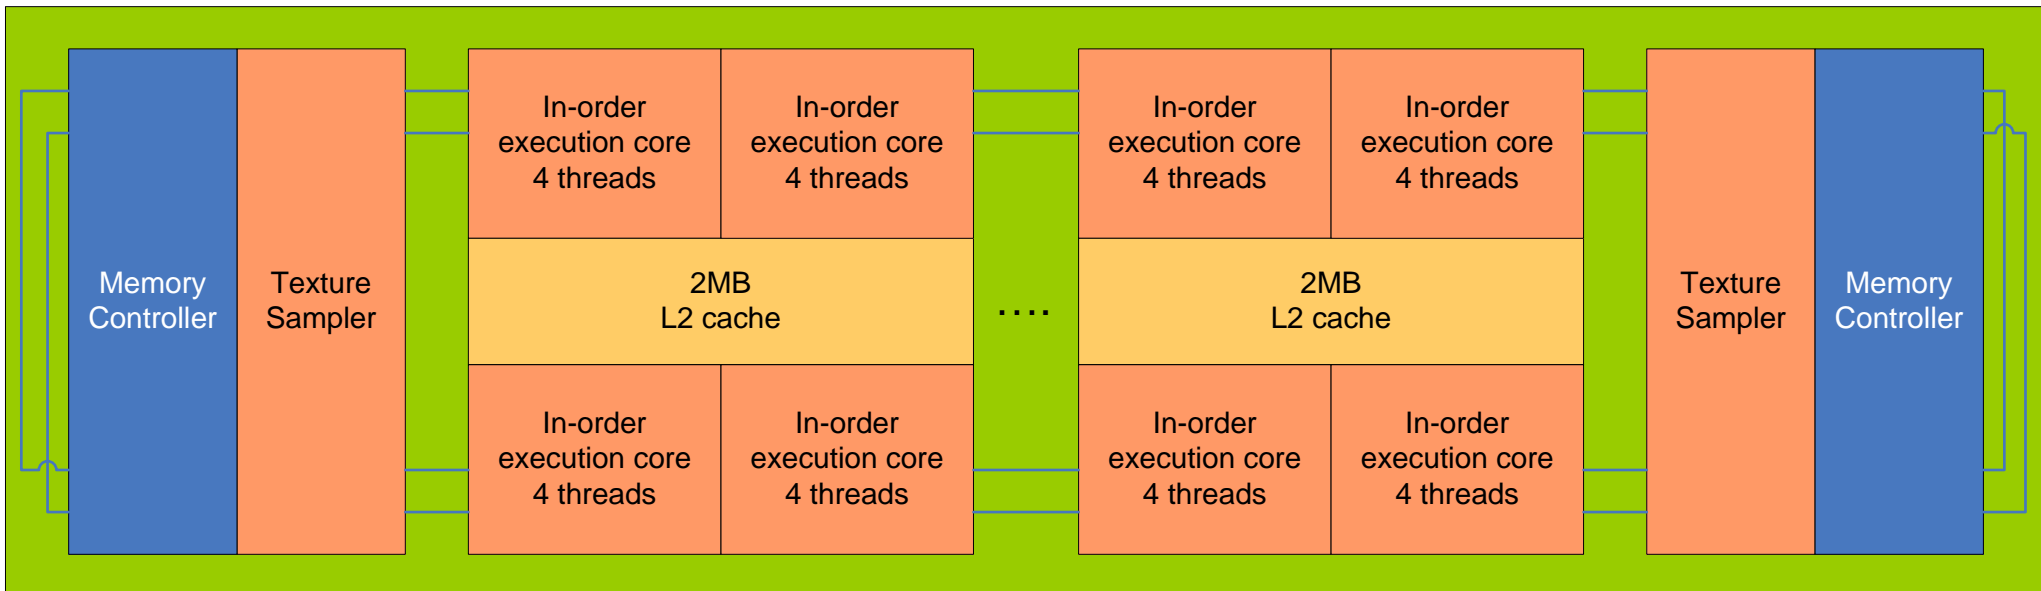 In-order
execution core
4 threads
In-order
execution core
4 threads
In-order
execution core
4 threads
In-order
execution core
4 threads
Memory
Controller
Texture
Sampler
2MB
L2 cache
....
2MB
L2 cache
Texture
Sampler
Memory
Controller
In-order
execution core
4 threads
In-order
execution core
4 threads
In-order
execution core
4 threads
In-order
execution core
4 threads